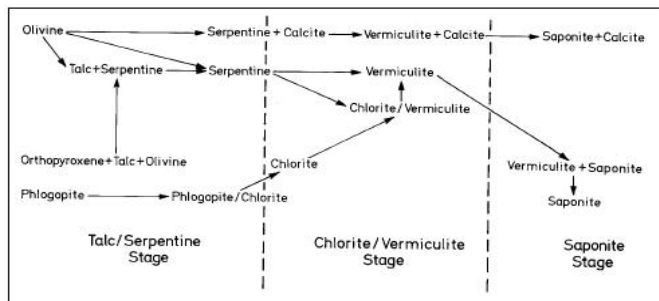 Olivine
Serpentine + Calcite
Vermiculite + Calcite
Saponite + Calcite
Talc+Serpentine
Serpentine
Vermiculite
Chlorite / Vermiculite
Orthopyroxene+Talc+Olivine
Chlorite
Vermiculite + Saponite
Phlogopite
Phlogopite / Chlorite
Saponite
Talc/Serpentine
Stage
Chlorite / Vermiculite
Stage
Saponite
Stage